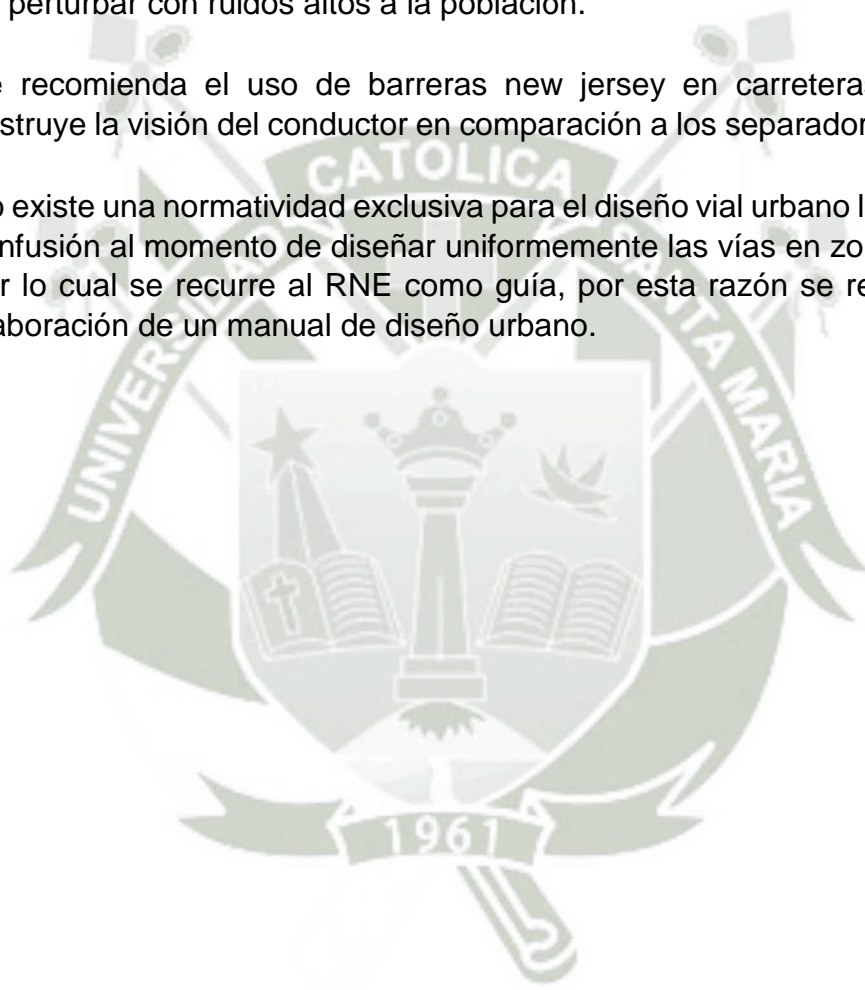 perturbar con ruidos altos a la población.
recomienda el uso de barreras new jersey en carreteras
struye la visión del conductor en comparación a los separador
existe una normatividad exclusiva para el diseño vial urbano l
nfusión al momento de diseñar uniformemente las vías en zo
r lo cual se recurre al RNE como guía, por esta razón se re
aboración de un manual de diseño urbano.
UNIVERSIDAD CATOLICA SANTA MARIA
1961